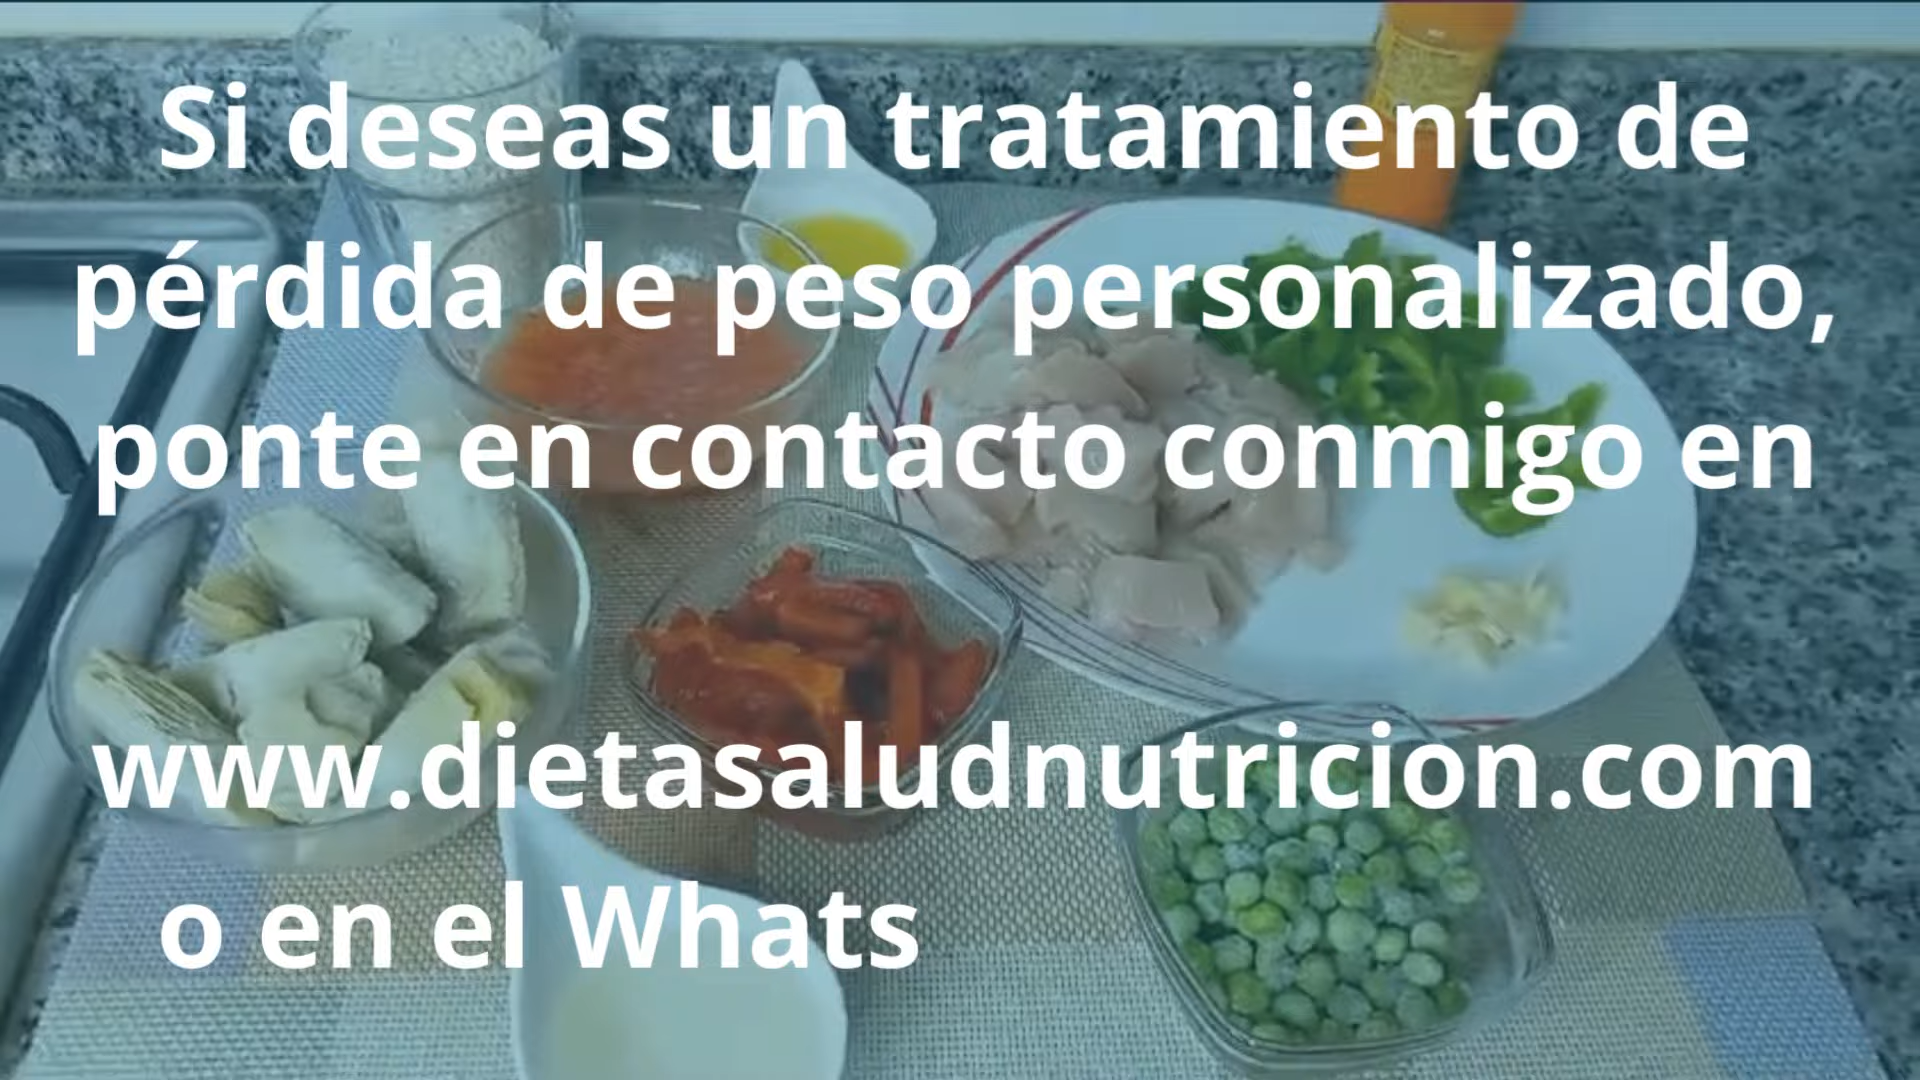 Si deseas un tratamiento de
pérdida de peso personalizado,
ponte en contacto conmigo en
www.dietasaludnutricion.com
o en el Whats